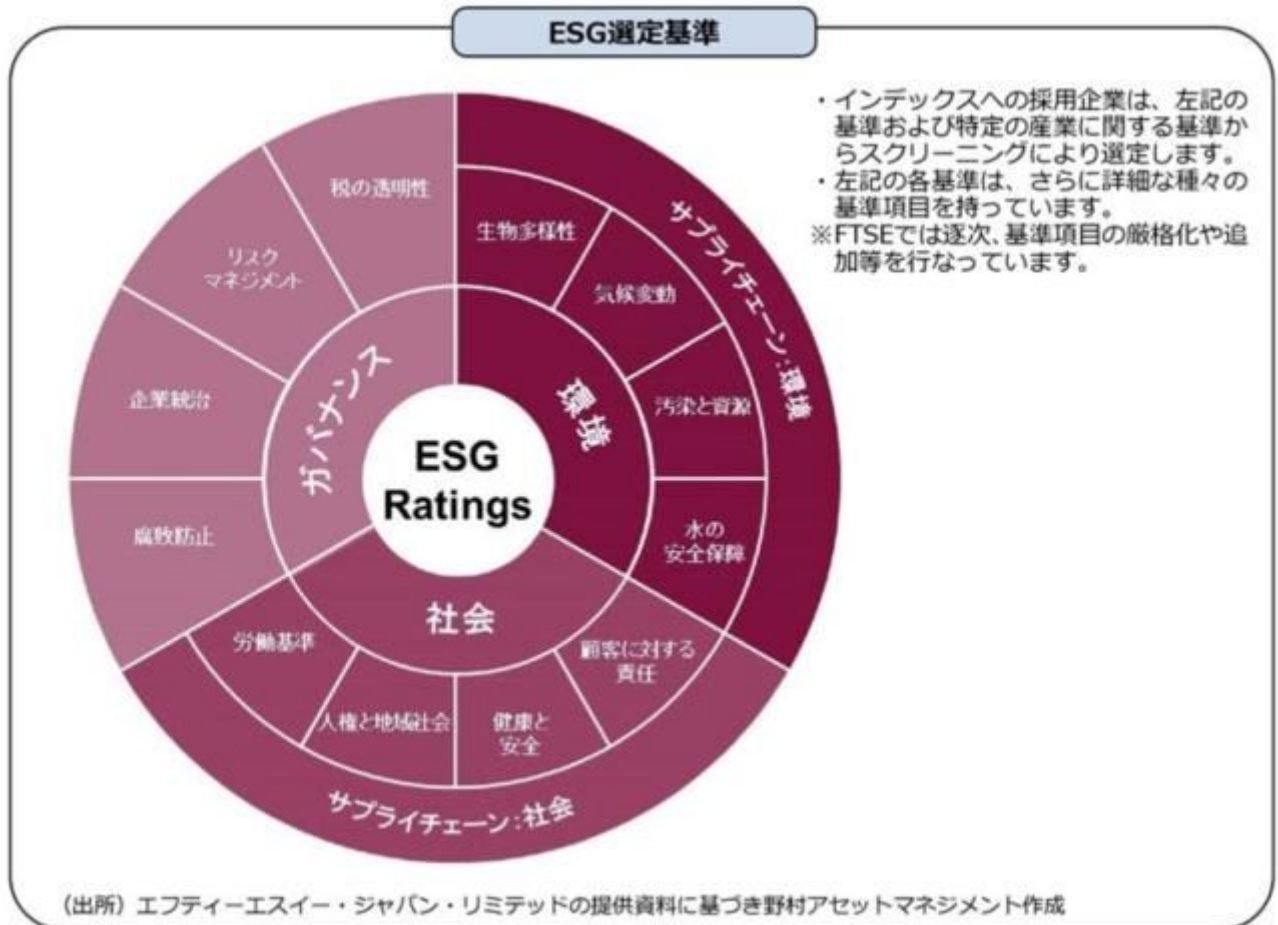 ESG選定基準
・インデックスへの採用企業は、左記の
基準および特定の産業に関する基準か
らスクリーニングにより選定します。
・左記の各基準は、さらに詳細な種々の
基準項目を持っています。
※FTSEでは逐次、基準項目の厳格化や追
加等を行なっています。
ESG
Ratings
環境
生物多様性
気候変動
汚染と資源
水の
安全保障
サプライチェーン:環境
社会
顧客に対する
責任
健康と
安全
人権と地域社会
労働基準
サプライチェーン:社会
ガバナンス
腐敗防止
企業統治
リスク
マネジメント
税の透明性
（出所）エフティーエスイー・ジャパン・リミテッドの提供資料に基づき野村アセットマネジメント作成